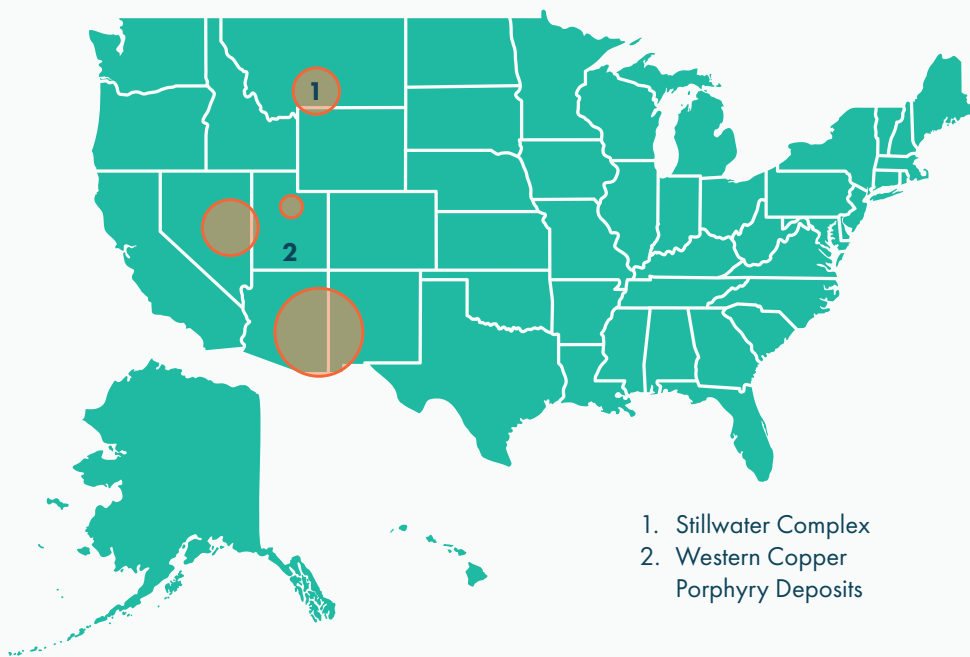 1
2
1. Stillwater Complex
2. Western Copper
Porphyry Deposits